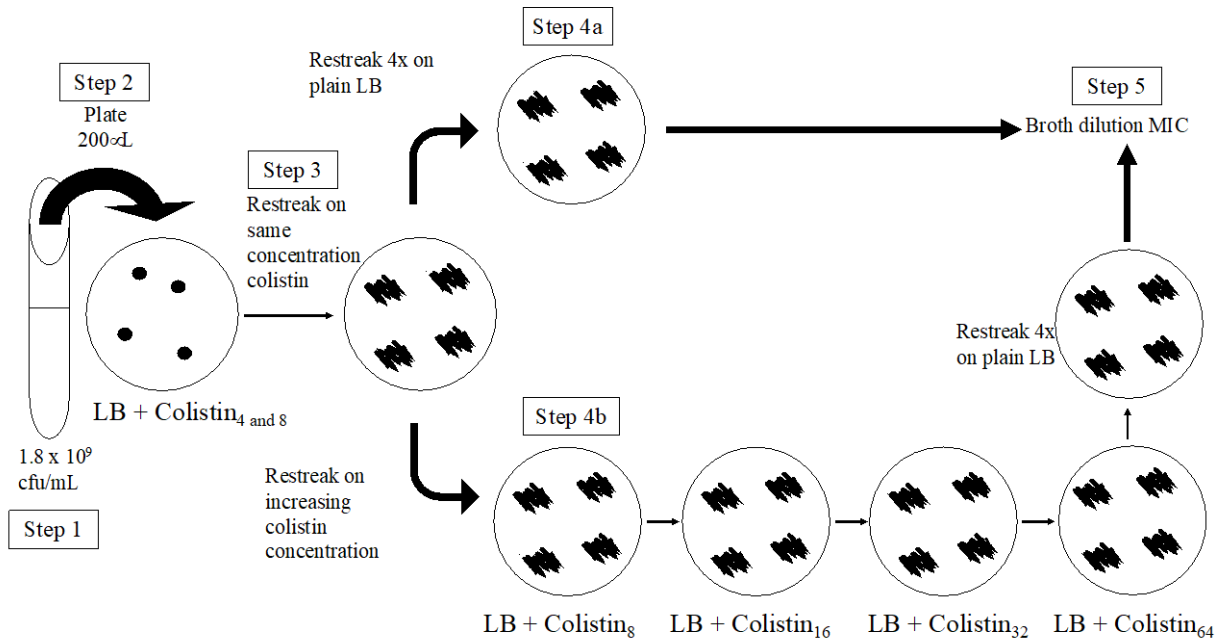 Step 1
1.8 x 10⁹
cfu/mL
Step 2
Plate
200∝L
LB + Colistin₄ ₐₙd ₈
Step 3
Restreak on
same
concentration
colistin
Step 4a
Restreak 4x on
plain LB
Step 4b
Restreak on
increasing
colistin
concentration
LB + Colistin₈
LB + Colistin₁₆
LB + Colistin₃₂
LB + Colistin₆₄
Restreak 4x
on plain LB
Step 5
Broth dilution MIC